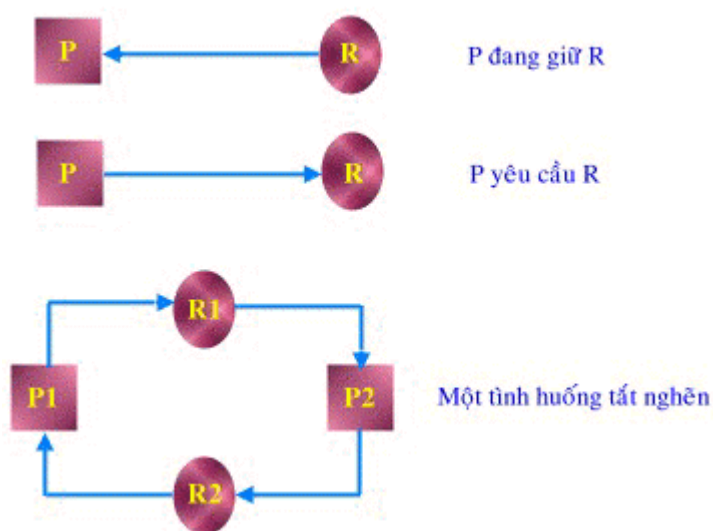 P R P đang giữ R
P R P yêu cầu R
R1
P1 P2 Một tình huống tắt nghẽn
R2